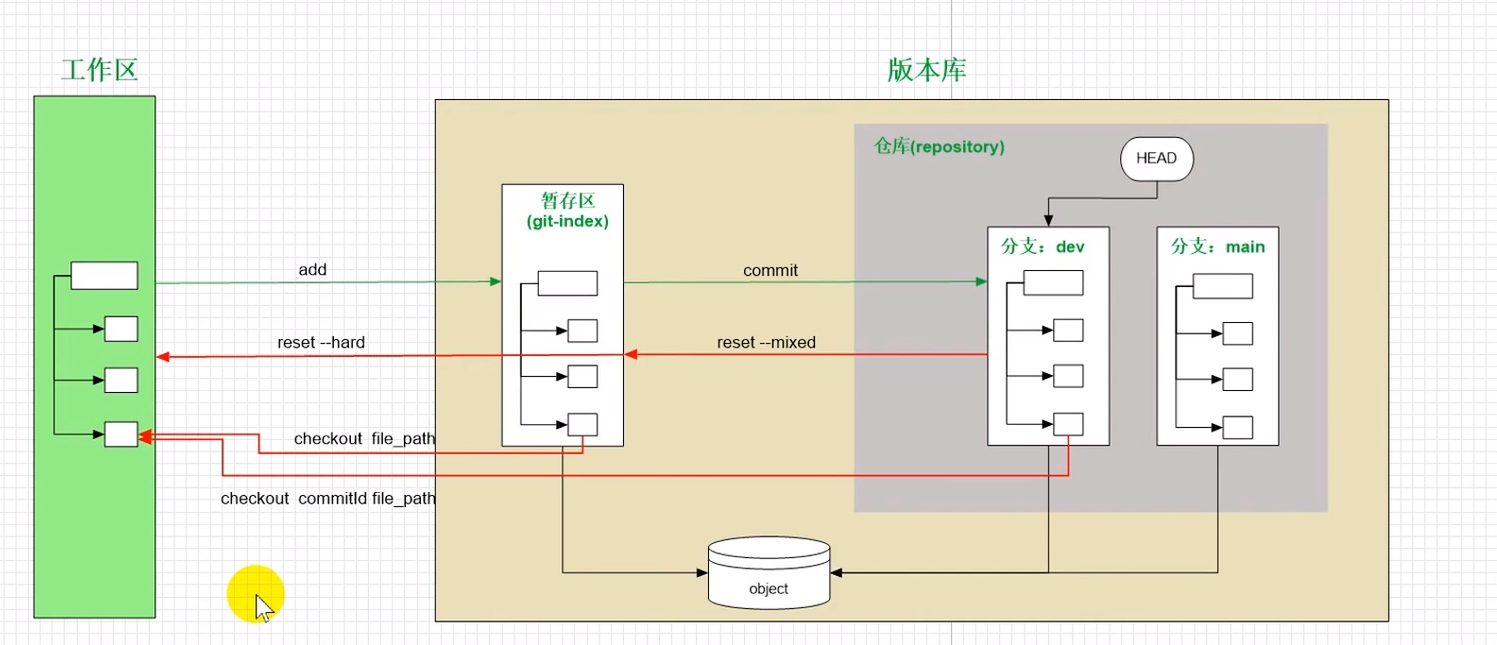 工作区
版本库
仓库(repository)
HEAD
暂存区
(git-index)
分支：dev
分支：main
add
commit
reset --hard
reset --mixed
checkout  file_path
checkout  commitId file_path
object